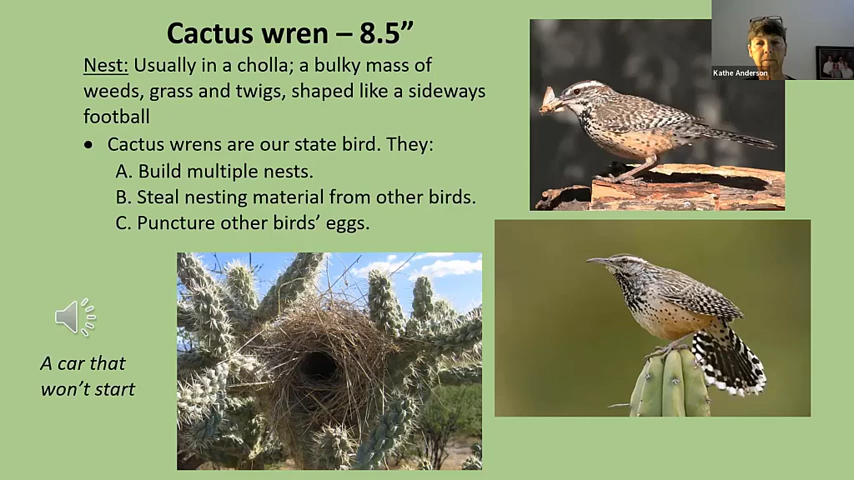 Cactus wren – 8.5”
Nest: Usually in a cholla; a bulky mass of
weeds, grass and twigs, shaped like a sideways
football
• Cactus wrens are our state bird. They:
A. Build multiple nests.
B. Steal nesting material from other birds.
C. Puncture other birds’ eggs.
A car that
won’t start
Kathe Anderson